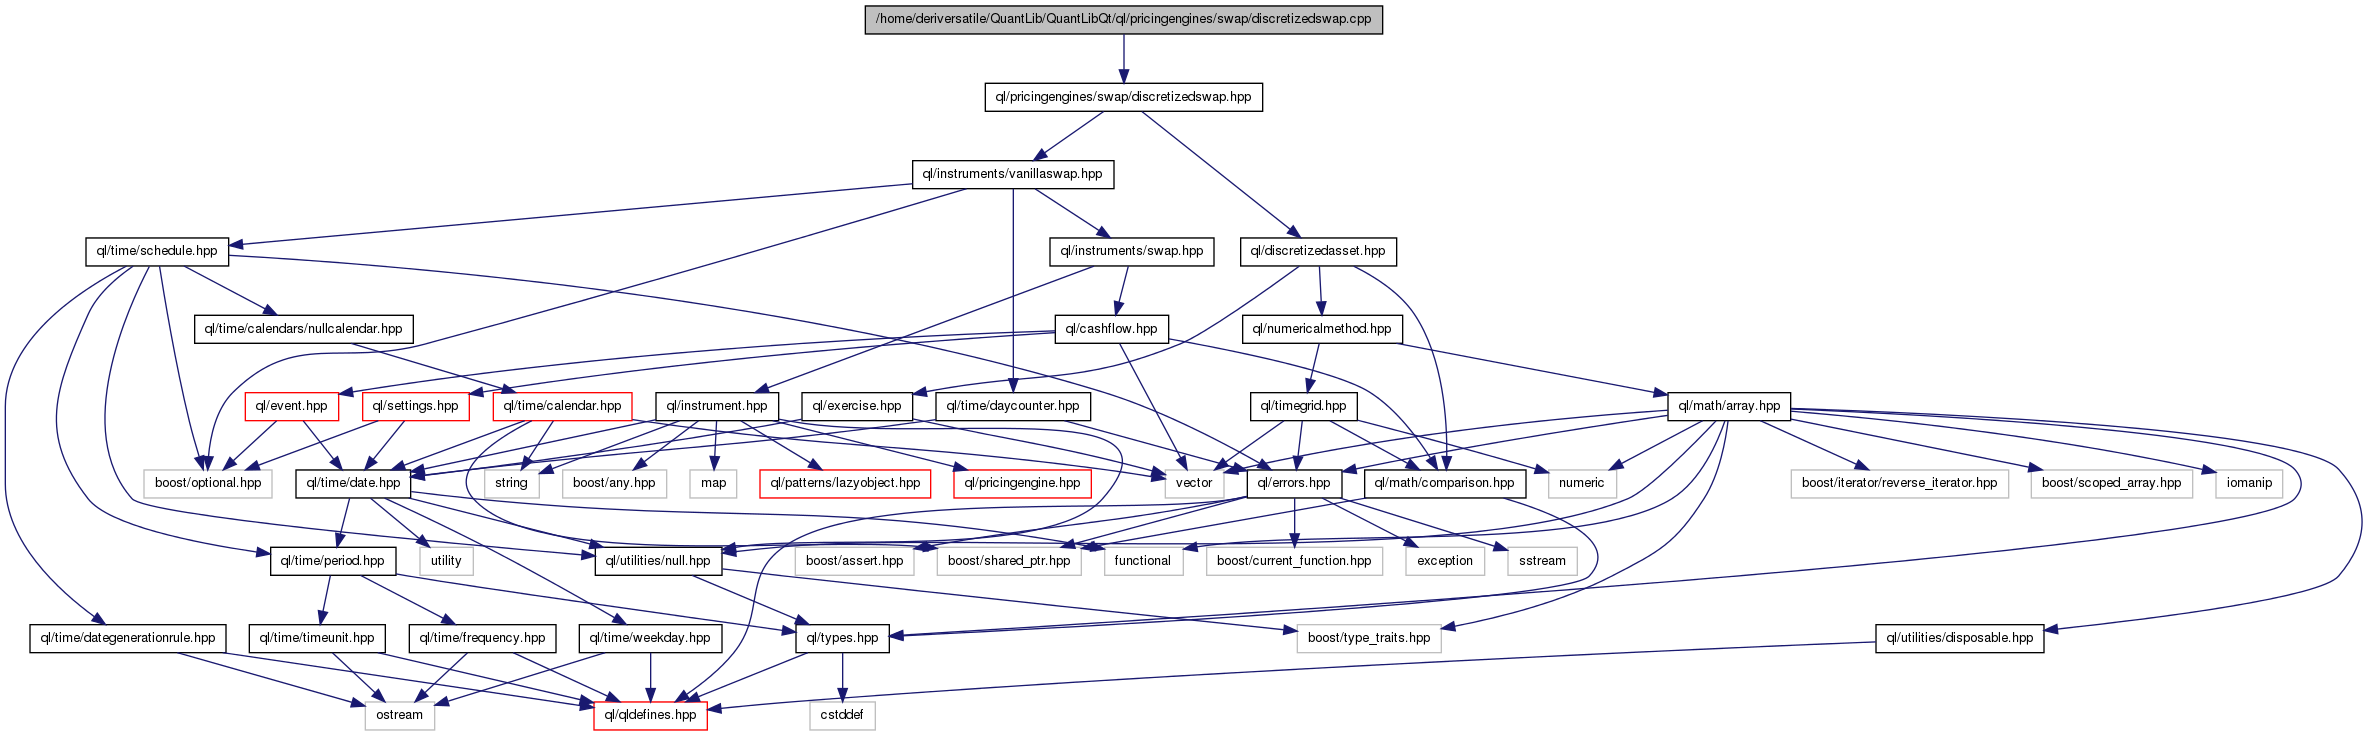 /home/deriversatile/QuantLib/QuantLibQt/ql/pricingengines/swap/discretizedswap.cpp
ql/pricingengines/swap/discretizedswap.hpp
ql/instruments/vanillaswap.hpp
ql/time/schedule.hpp
ql/instruments/swap.hpp
ql/discretizedasset.hpp
ql/time/calendars/nullcalendar.hpp
ql/cashflow.hpp
ql/numericalmethod.hpp
ql/event.hpp
ql/settings.hpp
ql/time/calendar.hpp
ql/instrument.hpp
ql/exercise.hpp
ql/time/daycounter.hpp
ql/timegrid.hpp
ql/math/array.hpp
boost/optional.hpp
ql/time/date.hpp
string
boost/any.hpp
map
ql/patterns/lazyobject.hpp
ql/pricingengine.hpp
vector
ql/errors.hpp
ql/math/comparison.hpp
numeric
boost/iterator/reverse_iterator.hpp
boost/scoped_array.hpp
iomanip
ql/time/period.hpp
utility
ql/utilities/null.hpp
boost/assert.hpp
boost/shared_ptr.hpp
functional
boost/current_function.hpp
exception
sstream
ql/time/dategenerationrule.hpp
ql/time/timeunit.hpp
ql/time/frequency.hpp
ql/time/weekday.hpp
ql/types.hpp
boost/type_traits.hpp
ql/utilities/disposable.hpp
ostream
ql/qldefines.hpp
cstddef